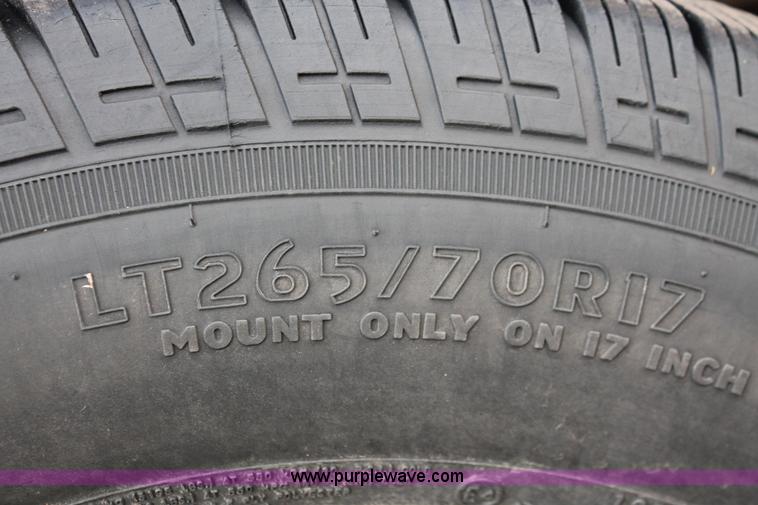 LT265/70R17
MOUNT ONLY ON 17 INCH
www.purplewave.com